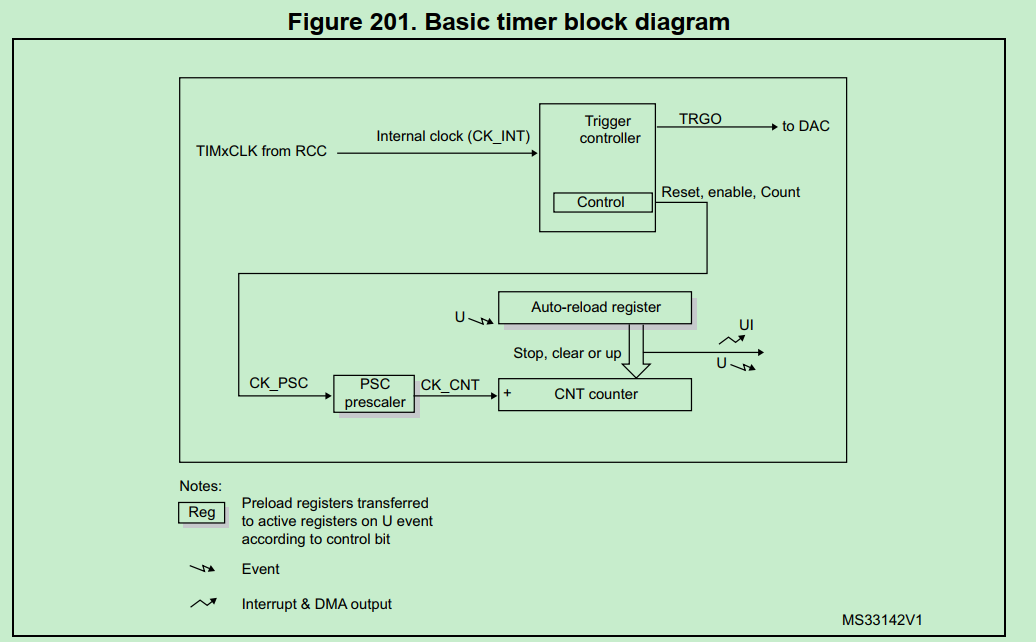 Figure 201. Basic timer block diagram
Trigger
controller
TRGO
to DAC
Internal clock (CK_INT)
TIMxCLK from RCC
Control
Reset, enable, Count
Auto-reload register
U
UI
Stop, clear or up
U
CK_PSC
PSC
prescaler
CK_CNT
+
CNT counter
Notes:
Reg
Preload registers transferred
to active registers on U event
according to control bit
Event
Interrupt & DMA output
MS33142V1